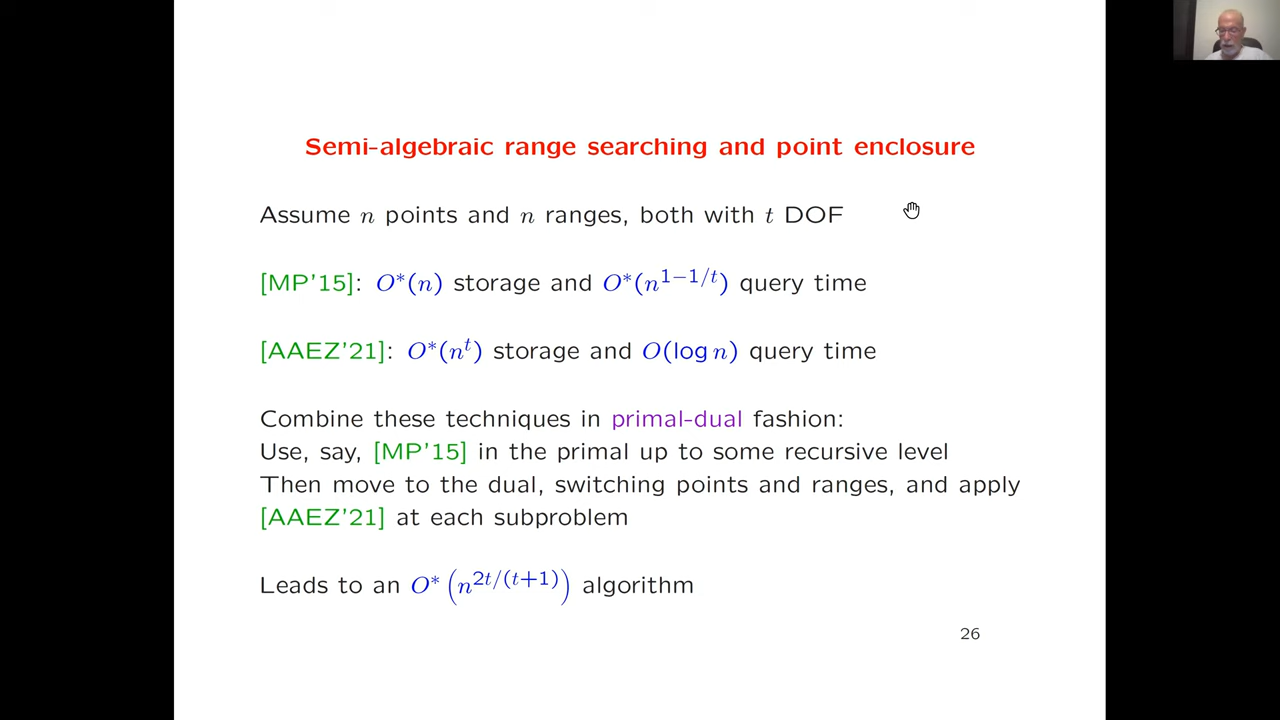 Semi-algebraic range searching and point enclosure
Assume n points and n ranges, both with t DOF
[MP'15]: O*(n) storage and O*(n^{1−1/t}) query time
[AAEZ'21]: O*(n^t) storage and O(log n) query time
Combine these techniques in primal-dual fashion:
Use, say, [MP'15] in the primal up to some recursive level
Then move to the dual, switching points and ranges, and apply
[AAEZ'21] at each subproblem
Leads to an O*(n^{2t/(t+1)}) algorithm
26